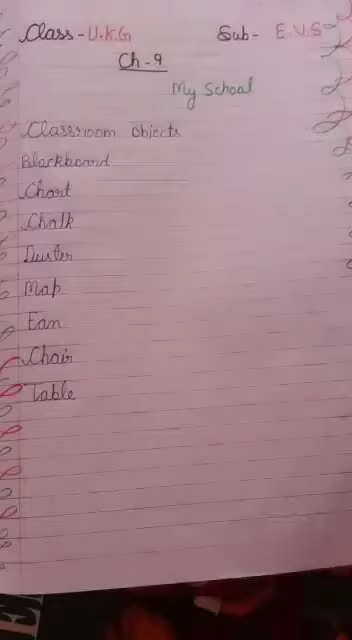 Class - U.K.G Sub - E.V.S
Ch - 9
My School
Classroom Objects
Blackboard
Chart
Chalk
Duster
Map
Fan
Chair
Table